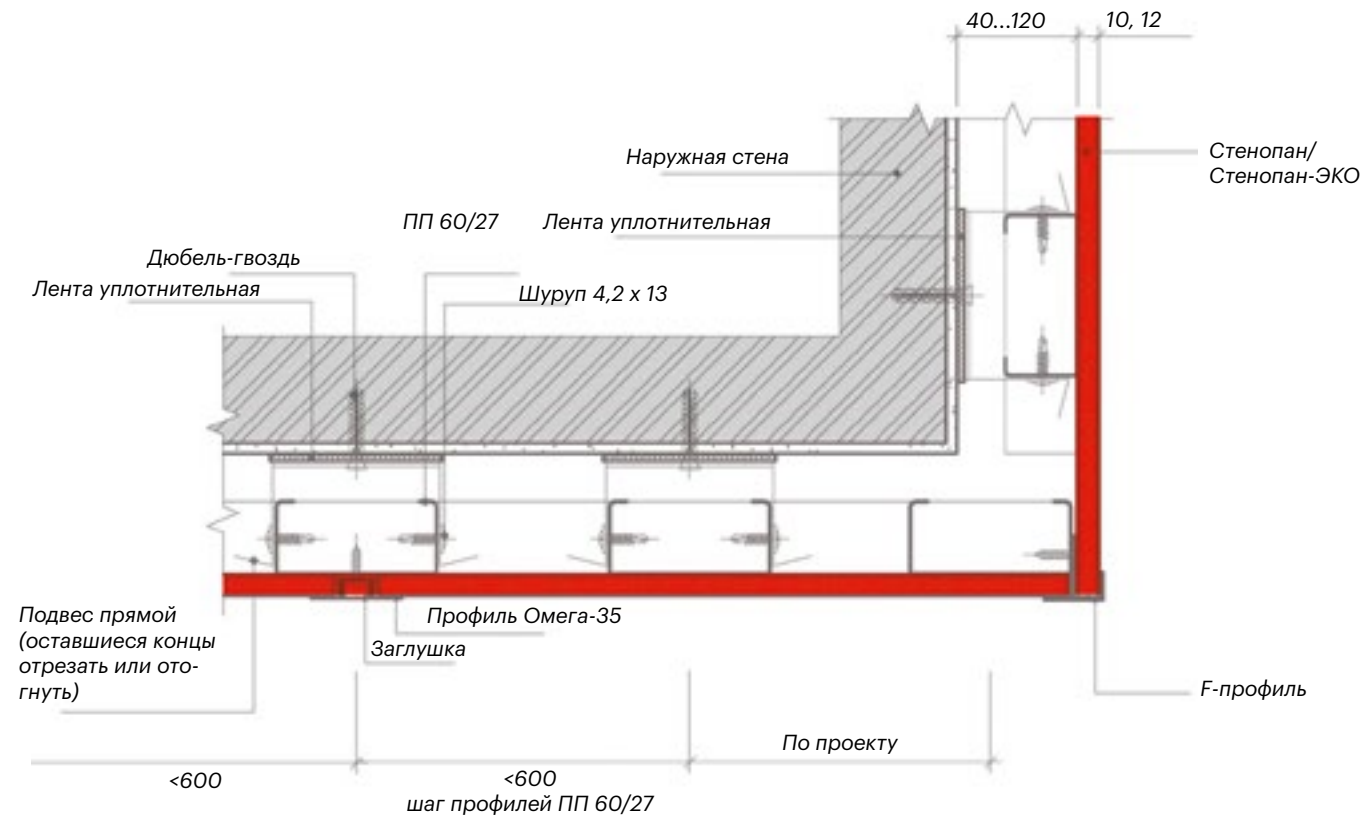 40...120
10, 12
Наружная стена
Стенопан/
Стенопан-ЭКО
ПП 60/27
Лента уплотнительная
Дюбель-гвоздь
Лента уплотнительная
Шуруп 4,2 x 13
Подвес прямой
(оставшиеся концы
отрезать или ото-
гнуть)
Профиль Омега-35
Заглушка
F-профиль
По проекту
<600
<600
шаг профилей ПП 60/27